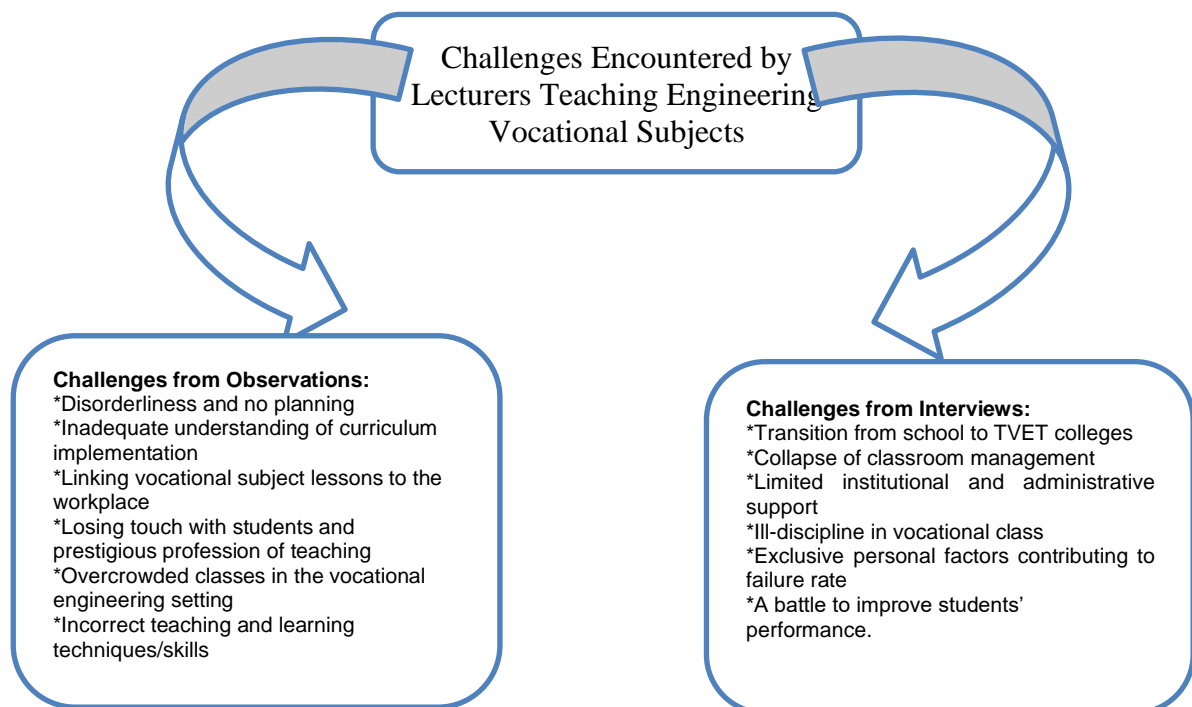 Challenges Encountered by
Lecturers Teaching Engineering
Vocational Subjects
Challenges from Observations:
*Disorderliness and no planning
*Inadequate understanding of curriculum
implementation
*Linking vocational subject lessons to the
workplace
*Losing touch with students and
prestigious profession of teaching
*Overcrowded classes in the vocational
engineering setting
*Incorrect teaching and learning
techniques/skills
Challenges from Interviews:
*Transition from school to TVET colleges
*Collapse of classroom management
*Limited institutional and administrative
support
*Ill-discipline in vocational class
*Exclusive personal factors contributing to
failure rate
*A battle to improve students'
performance.